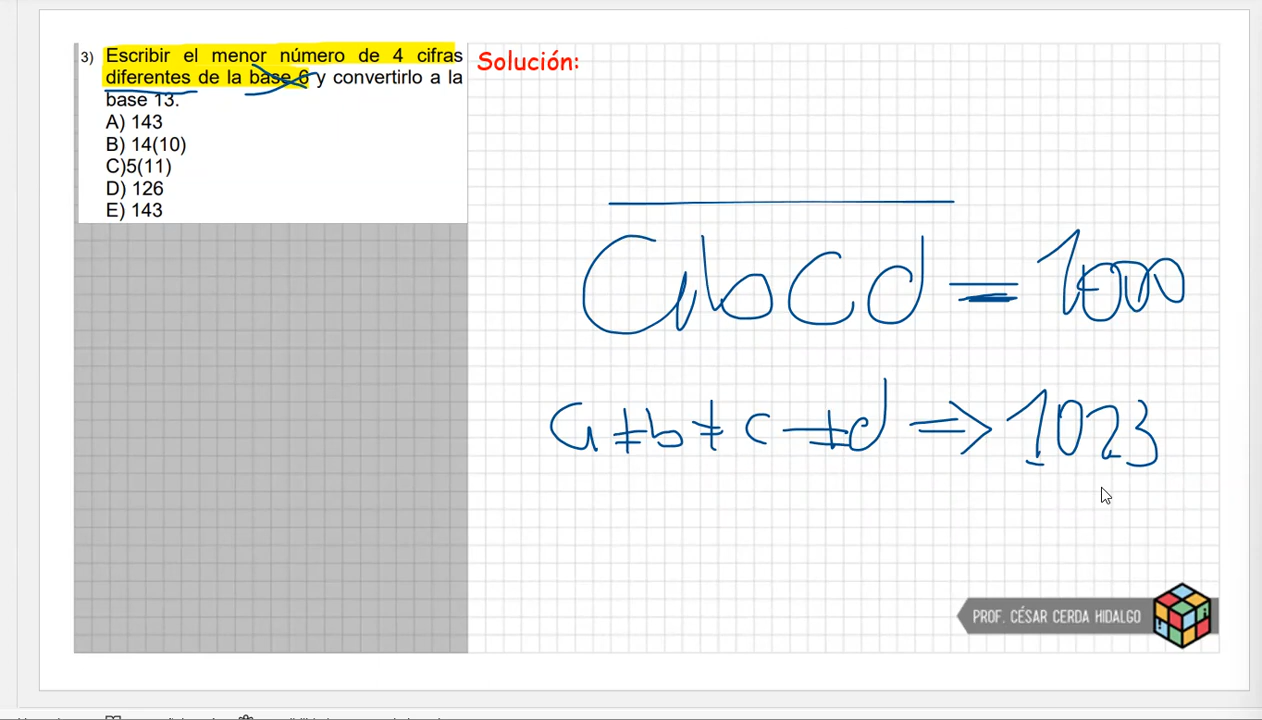 3) Escribir el menor número de 4 cifras
diferentes de la base 6 y convertirlo a la
base 13.
A) 143
B) 14(10)
C)5(11)
D) 126
E) 143
Solución:
abcd = 1000
a ≠ b ≠ c ≠ d => 1023
PROF. CÉSAR CERDA HIDALGO